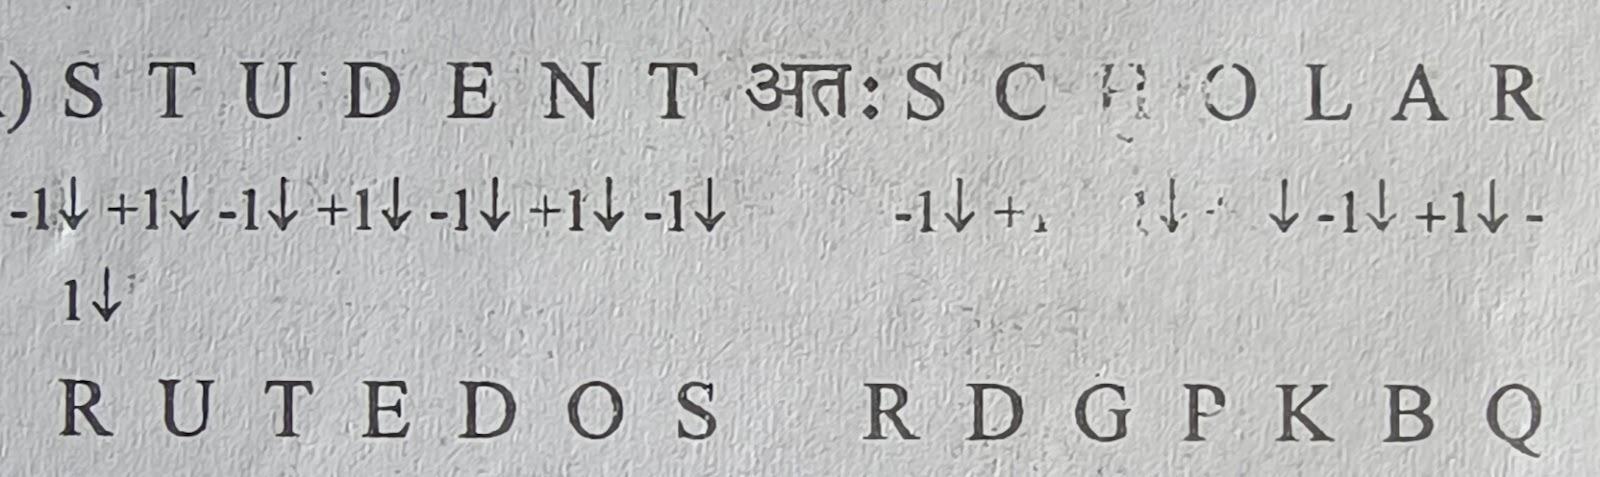 ) S T U D E N T अतः S C H O L A R
-1↓ +1↓ -1↓ +1↓ -1↓ +1↓ -1↓ -1↓ + ↓ ↓ -1↓ +1↓ -
1↓
R U T E D O S R D G P K B Q